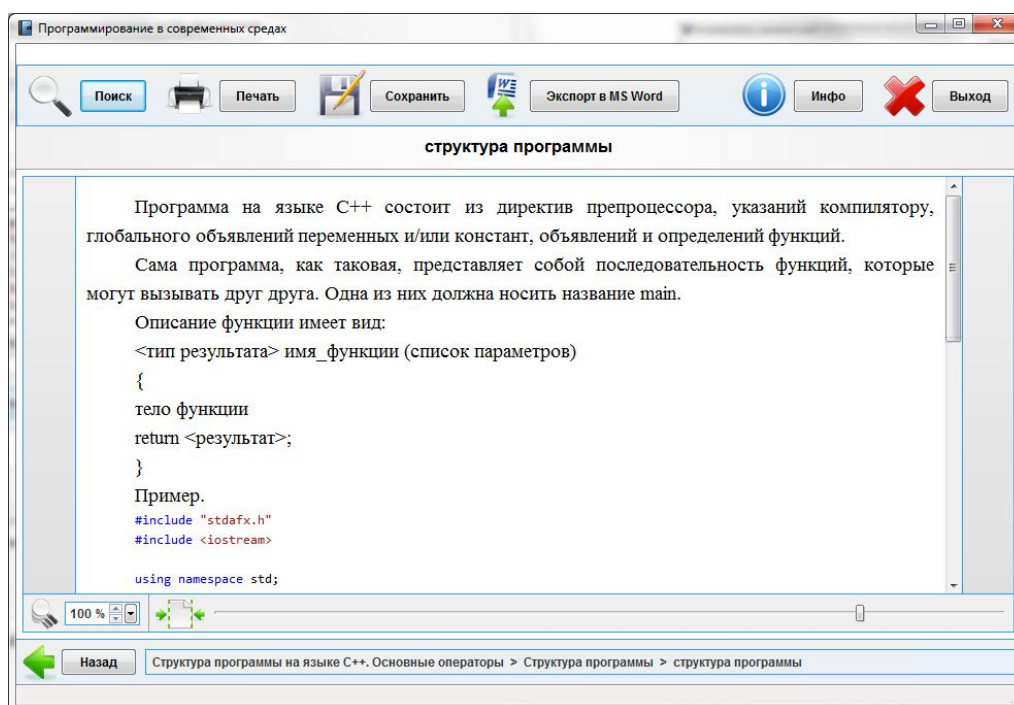 Программирование в современных средах
Поиск
Печать
Сохранить
Экспорт в MS Word
Инфо
Выход
структура программы
Программа на языке С++ состоит из директив препроцессора, указаний компилятору,
глобального объявлений переменных и/или констант, объявлений и определений функций.
Сама программа, как таковая, представляет собой последовательность функций, которые
могут вызывать друг друга. Одна из них должна носить название main.
Описание функции имеет вид:
<тип результата> имя_функции (список параметров)
{
тело функции
return <результат>;
}
Пример.
#include "stdafx.h"
#include <iostream>
using namespace std;
100 %
Назад
Структура программы на языке С++. Основные операторы > Структура программы > структура программы